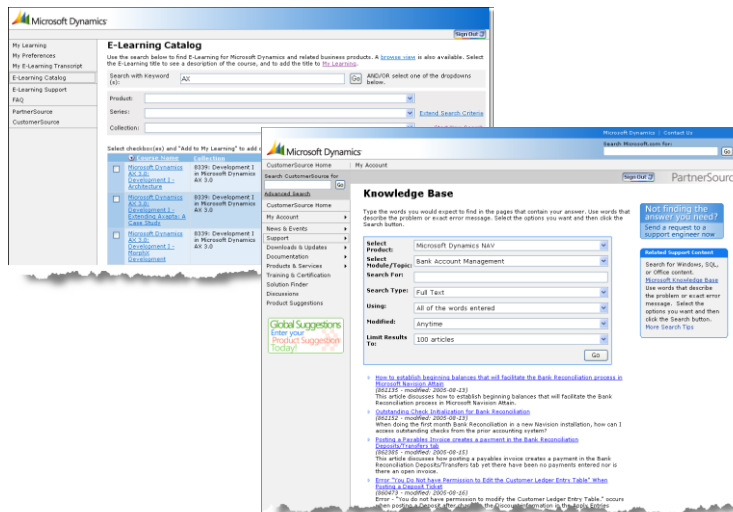 Microsoft Dynamics
Sign Out
My Learning
My Preferences
My E-Learning Transcript
E-Learning Catalog
E-Learning Support
FAQ
PartnerSource
CustomerSource
E-Learning Catalog
Use the search below to find E-Learning for Microsoft Dynamics and related business
products. A browse view is also available. Select
the E-Learning title to see a description of the course, and to add the title to My Learning.
Search with Keyword
(s):
AX
Go
AND/OR select
one of the dropdowns
below.
Product:
Series:
Extend Search Criteria
Collection:
Select checkbox(es) and "Add to My Learning" to add
Course Name
Collection
Microsoft Dynamics
AX 3.0:
Development I -
Architecture
8339: Development I
in Microsoft Dynamics
AX 3.0
Microsoft Dynamics
AX 3.0:
Development I -
Extending Axapta: A
Case Study
8339: Development I
in Microsoft Dynamics
AX 3.0
Microsoft Dynamics
AX 3.0:
Development I -
Morphx
Development
8339: Development I
in Microsoft Dynamics
AX 3.0
Microsoft Dynamics | Contact Us
Search Microsoft.com for:
Go
Microsoft Dynamics
CustomerSource Home
My Account
Search CustomerSource for
Go
Advanced Search
CustomerSource Home
My Account
News & Events
Support
Downloads & Updates
Documentation
Products & Services
Training & Certification
Solution Finder
Discussions
Product Suggestions
Global Suggestions
Enter your
Product Suggestion
Today!
Sign Out
PartnerSource
Knowledge Base
Type the words you would expect to find in the pages that contain your answer. Use words that
describe the problem or exact error message. Select the options you want and then click the
Search button.
Select
Product:
Microsoft Dynamics NAV
Select
Module/Topic:
Bank Account Management
Search For:
Search Type:
Full Text
Using:
All of the words entered
Modified:
Anytime
Limit Results
To:
100 articles
Go
How to establish beginning balances that will facilitate the Bank Reconciliation process in
Microsoft Navision Attain
(861135 - modified: 2005-08-23)
This article discusses how to establish beginning balances that will facilitate the Bank
Reconciliation process in Microsoft Navision Attain.
Outstanding Check Initialization for Bank Reconciliation
(861152 - modified: 2005-08-23)
When doing the first month Bank Reconciliation in a new Navision installation, how can I
access outstanding checks from the prior accounting system?
Posting a Payables Invoice creates a payment in the Bank Reconciliation
Deposits/Transfers tab
(862385 - modified: 2005-08-15)
This article discusses how posting a payables invoice creates a payment in the Bank
Reconciliation Deposits/Transfers tab yet there have been no payments entered nor is
there an open invoice.
Error "You Do not have Permission to Edit the Customer Ledger Entry Table" When
Posting a Deposit Ticket
(860473 - modified: 2005-08-16)
Error - "You do not have permission to modify the Customer Ledger Entry Table." occurs
when posting a Deposit after
Not finding the
answer you need?
Send a request to a
support engineer now
Related Support Content
Search for Windows, SQL,
or Office content.
Microsoft Knowledge Base
Use words that describe
the problem or exact error
message. Select the
options you want and then
click the Search button.
More Search Tips